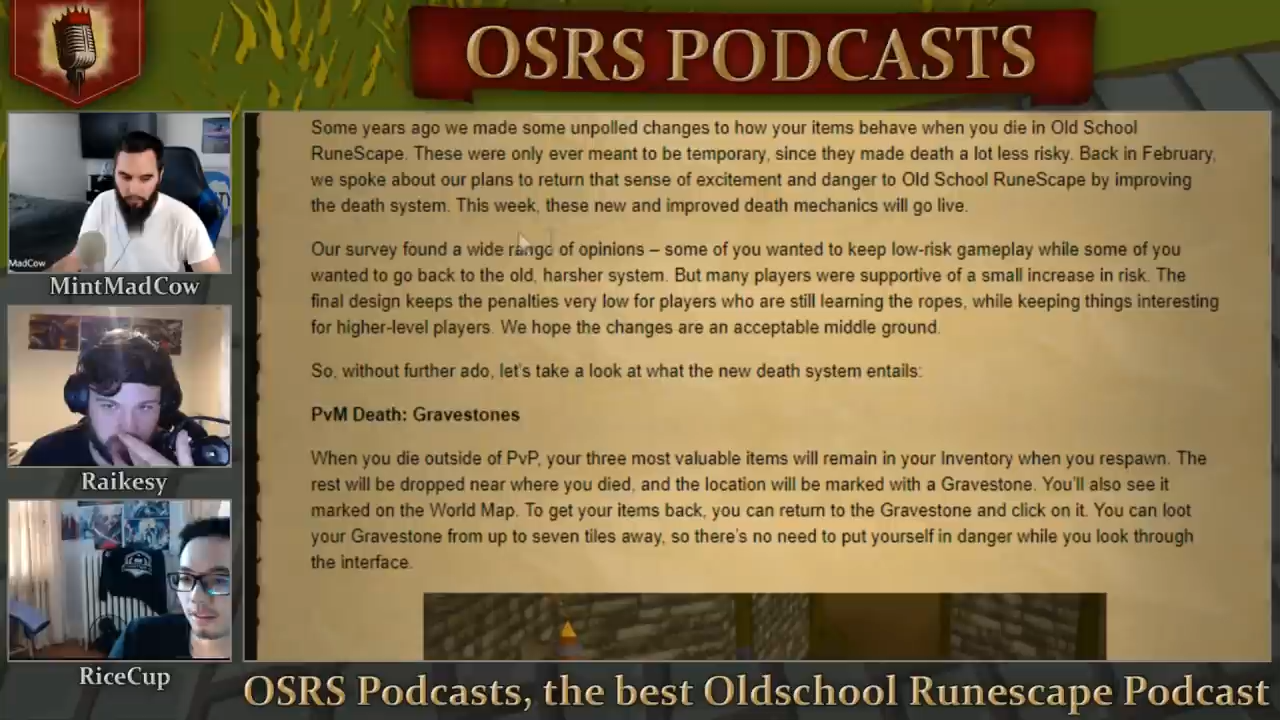 OSRS PODCASTS
MadCow
MintMadCow
Raikesy
RiceCup
Some years ago we made some unpolled changes to how your items behave when you die in Old School
RuneScape. These were only ever meant to be temporary, since they made death a lot less risky. Back in February,
we spoke about our plans to return that sense of excitement and danger to Old School RuneScape by improving
the death system. This week, these new and improved death mechanics will go live.
Our survey found a wide range of opinions – some of you wanted to keep low-risk gameplay while some of you
wanted to go back to the old, harsher system. But many players were supportive of a small increase in risk. The
final design keeps the penalties very low for players who are still learning the ropes, while keeping things interesting
for higher-level players. We hope the changes are an acceptable middle ground.
So, without further ado, let's take a look at what the new death system entails:
PvM Death: Gravestones
When you die outside of PvP, your three most valuable items will remain in your Inventory when you respawn. The
rest will be dropped near where you died, and the location will be marked with a Gravestone. You'll also see it
marked on the World Map. To get your items back, you can return to the Gravestone and click on it. You can loot
your Gravestone from up to seven tiles away, so there's no need to put yourself in danger while you look through
the interface.
OSRS Podcasts, the best Oldschool Runescape Podcast